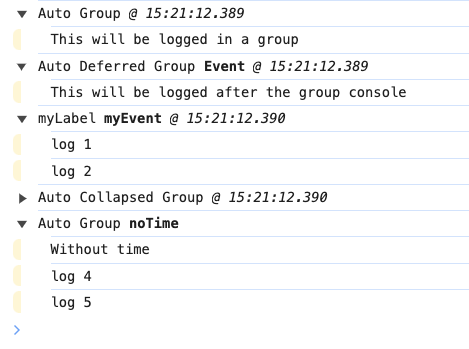 Auto Group @ 15:21:12.389
This will be logged in a group
Auto Deferred Group Event @ 15:21:12.389
This will be logged after the group console
myLabel myEvent @ 15:21:12.390
log 1
log 2
Auto Collapsed Group @ 15:21:12.390
Auto Group noTime
Without time
log 4
log 5